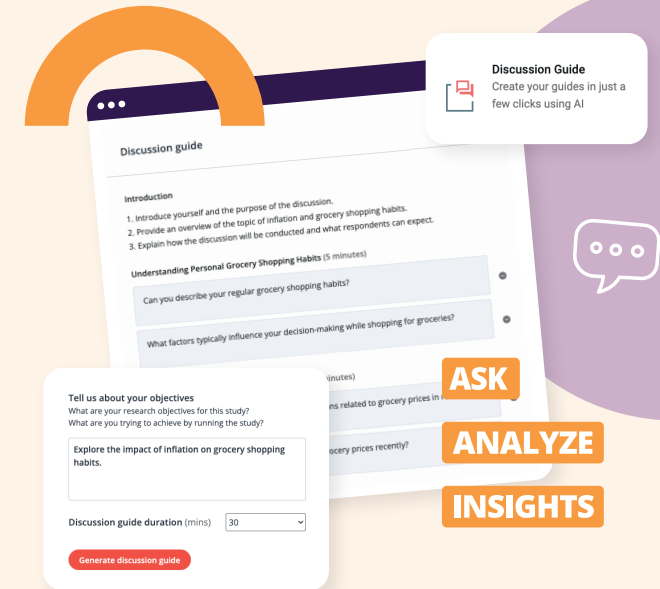 Discussion Guide
Create your guides in just a
few clicks using AI
Discussion guide
Introduction
1. Introduce yourself and the purpose of the discussion.
2. Provide an overview of the topic of inflation and grocery shopping habits.
3. Explain how the discussion will be conducted and what respondents can expect.
Understanding Personal Grocery Shopping Habits (5 minutes)
Can you describe your regular grocery shopping habits?
What factors typically influence your decision-making while shopping for groceries?
related to grocery prices in
prices recently?
Tell us about your objectives
What are your research objectives for this study?
What are you trying to achieve by running the study?
Explore the impact of inflation on grocery shopping
habits.
Discussion guide duration (mins)
30
Generate discussion guide
ASK
ANALYZE
INSIGHTS